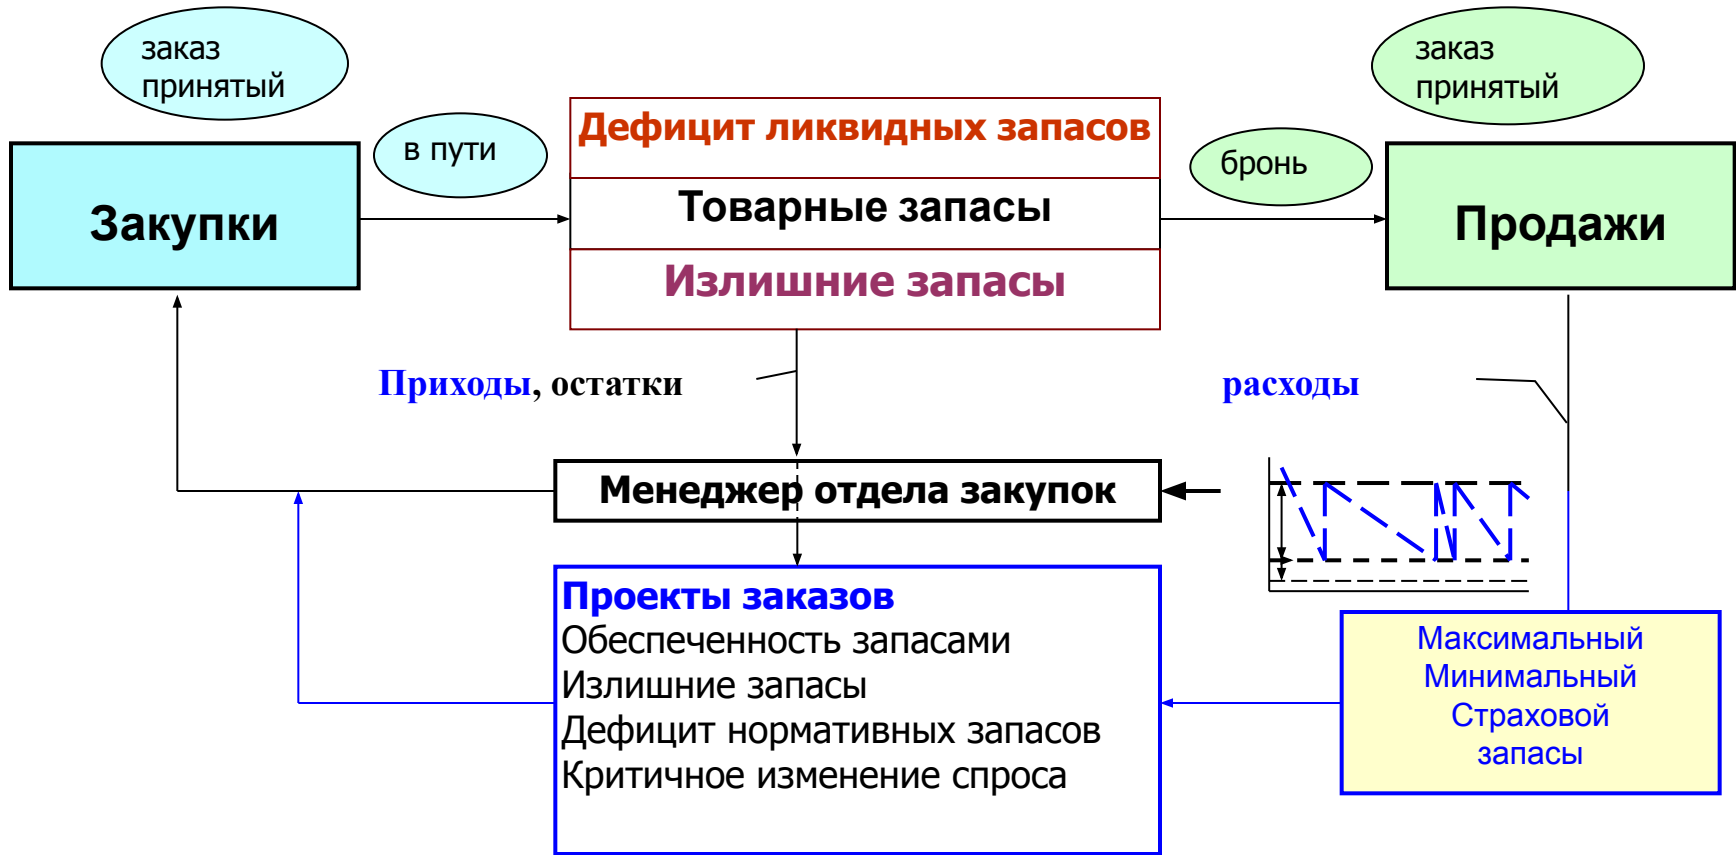 заказ
принятый
заказ
принятый
Дефицит ликвидных запасов
в пути
бронь
Закупки
Товарные запасы
Продажи
Излишние запасы
Приходы, остатки
расходы
Менеджер отдела закупок
Проекты заказов
Обеспеченность запасами
Излишние запасы
Дефицит нормативных запасов
Критичное изменение спроса
Максимальный
Минимальный
Страховой
запасы